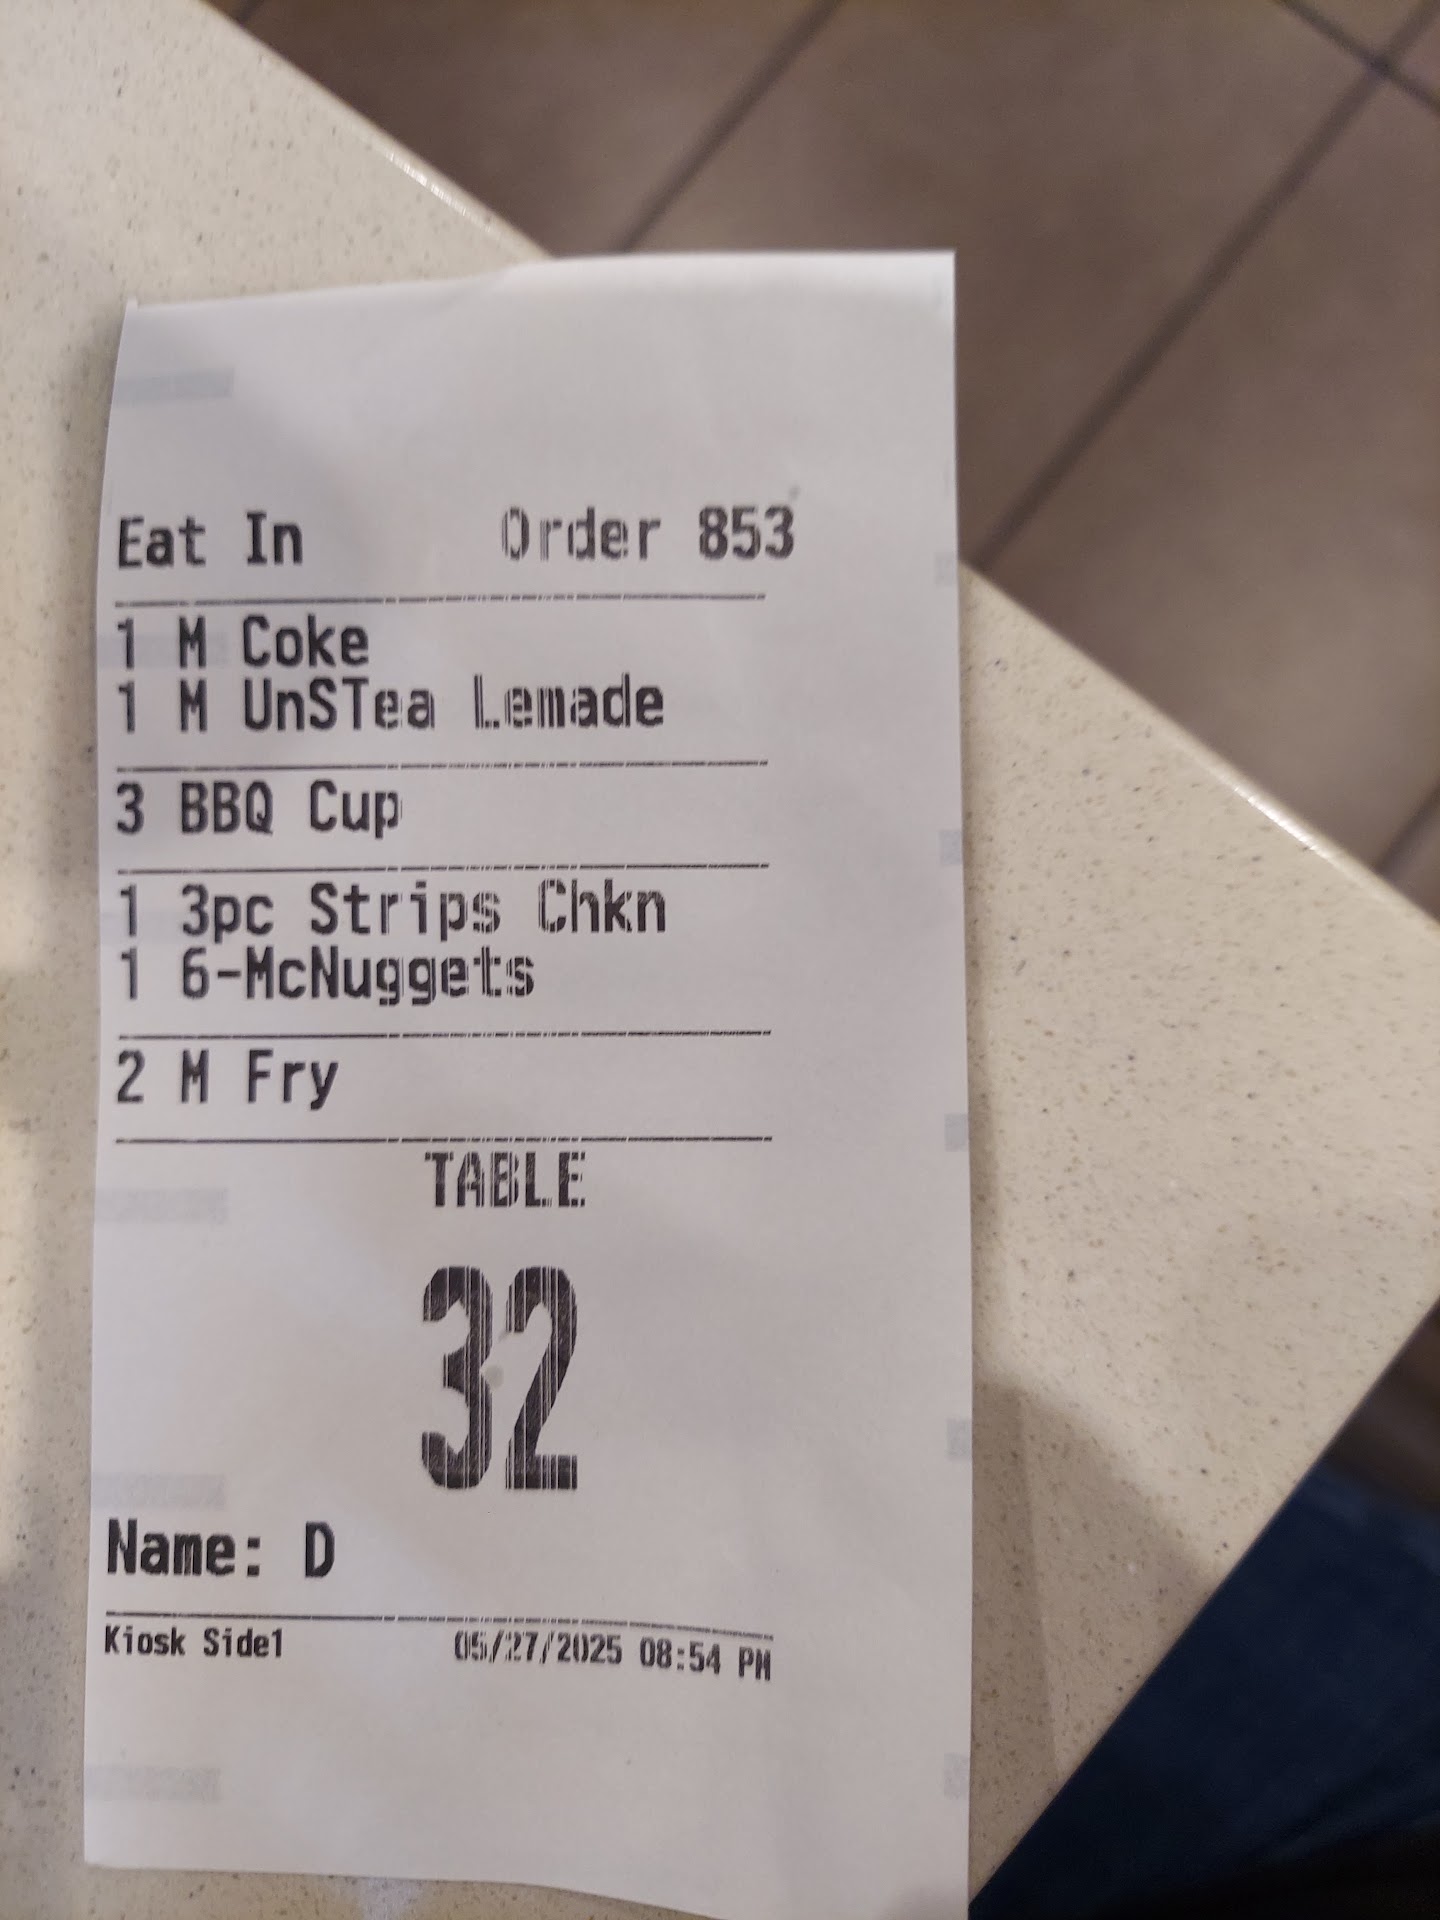 Eat In Order 853
1 M Coke
1 M UnSTea Lemade
3 BBQ Cup
1 3pc Strips Chkn
1 6-McNuggets
2 M Fry
TABLE
32
Name: D
Kiosk Side1 05/27/2025 08:54 PM